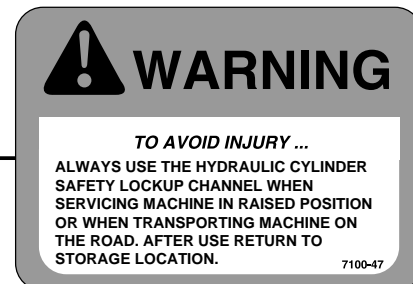 WARNING
TO AVOID INJURY ...
ALWAYS USE THE HYDRAULIC CYLINDER
SAFETY LOCKUP CHANNEL WHEN
SERVICING MACHINE IN RAISED POSITION
OR WHEN TRANSPORTING MACHINE ON
THE ROAD. AFTER USE RETURN TO
STORAGE LOCATION.
7100-47